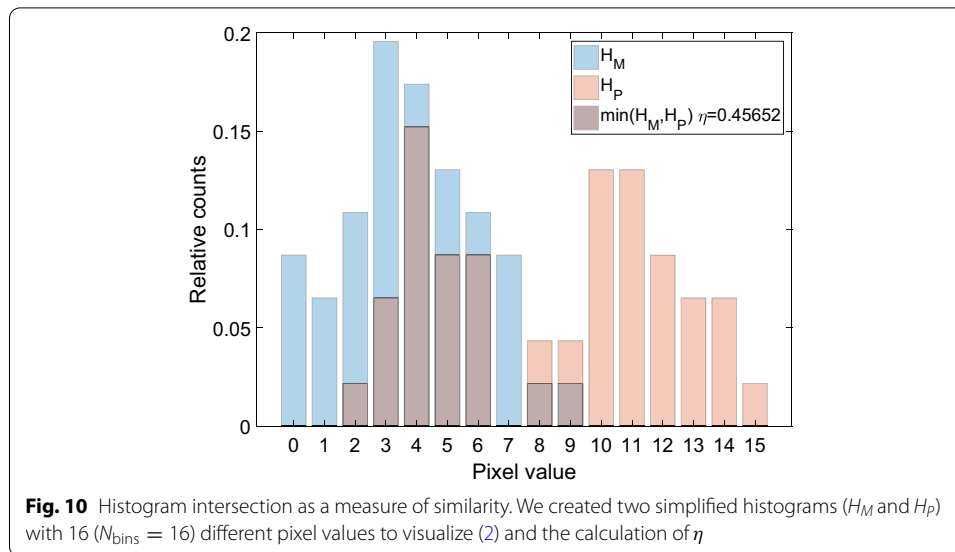 0.2
0.15
0.1
0.05
0
Relative counts
H_M
H_P
min(H_M,H_P) η=0.45652
0 1 2 3 4 5 6 7 8 9 10 11 12 13 14 15
Pixel value
Fig. 10 Histogram intersection as a measure of similarity. We created two simplified histograms (H_M and H_P)
with 16 (N_bins = 16) different pixel values to visualize (2) and the calculation of η